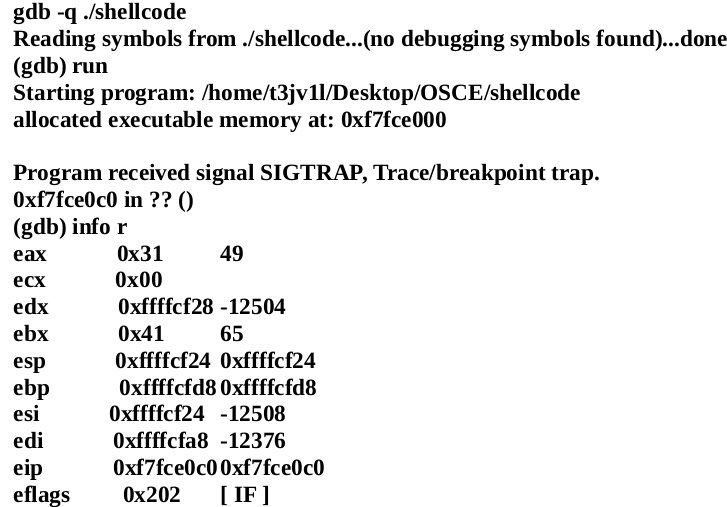 gdb -q ./shellcode
Reading symbols from ./shellcode...(no debugging symbols found)...done
(gdb) run
Starting program: /home/t3jv1l/Desktop/OSCE/shellcode
allocated executable memory at: 0xf7fce000
Program received signal SIGTRAP, Trace/breakpoint trap.
0xf7fce0c0 in ?? ()
(gdb) info r
eax 0x31 49
ecx 0x00
edx 0xffffcf28 -12504
ebx 0x41 65
esp 0xffffcf24 0xffffcf24
ebp 0xffffcfd8 0xffffcfd8
esi 0xffffcf24 -12508
edi 0xffffcfa8 -12376
eip 0xf7fce0c0 0xf7fce0c0
eflags 0x202 [ IF ]